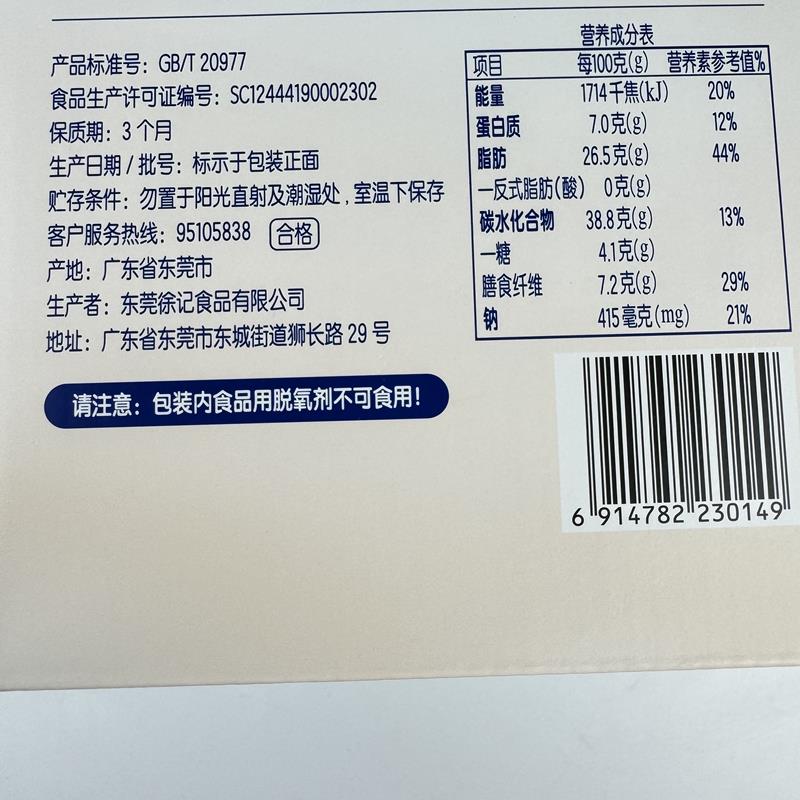 产品标准号：GB/T 20977
食品生产许可证编号：SC12444190002302
保质期：3 个月
生产日期 / 批号：标示于包装正面
贮存条件：勿置于阳光直射及潮湿处，室温下保存
客户服务热线：95105838 合格
产地：广东省东莞市
生产者：东莞徐记食品有限公司
地址：广东省东莞市东城街道狮长路 29 号
请注意：包装内食品用脱氧剂不可食用！
营养成分表
项目 每100克(g) 营养素参考值%
能量 1714千焦(kJ) 20%
蛋白质 7.0克(g) 12%
脂肪 26.5克(g) 44%
—反式脂肪(酸) 0克(g)
碳水化合物 38.8克(g) 13%
—糖 4.1克(g)
膳食纤维 7.2克(g) 29%
钠 415毫克(mg) 21%
6 914782 230149